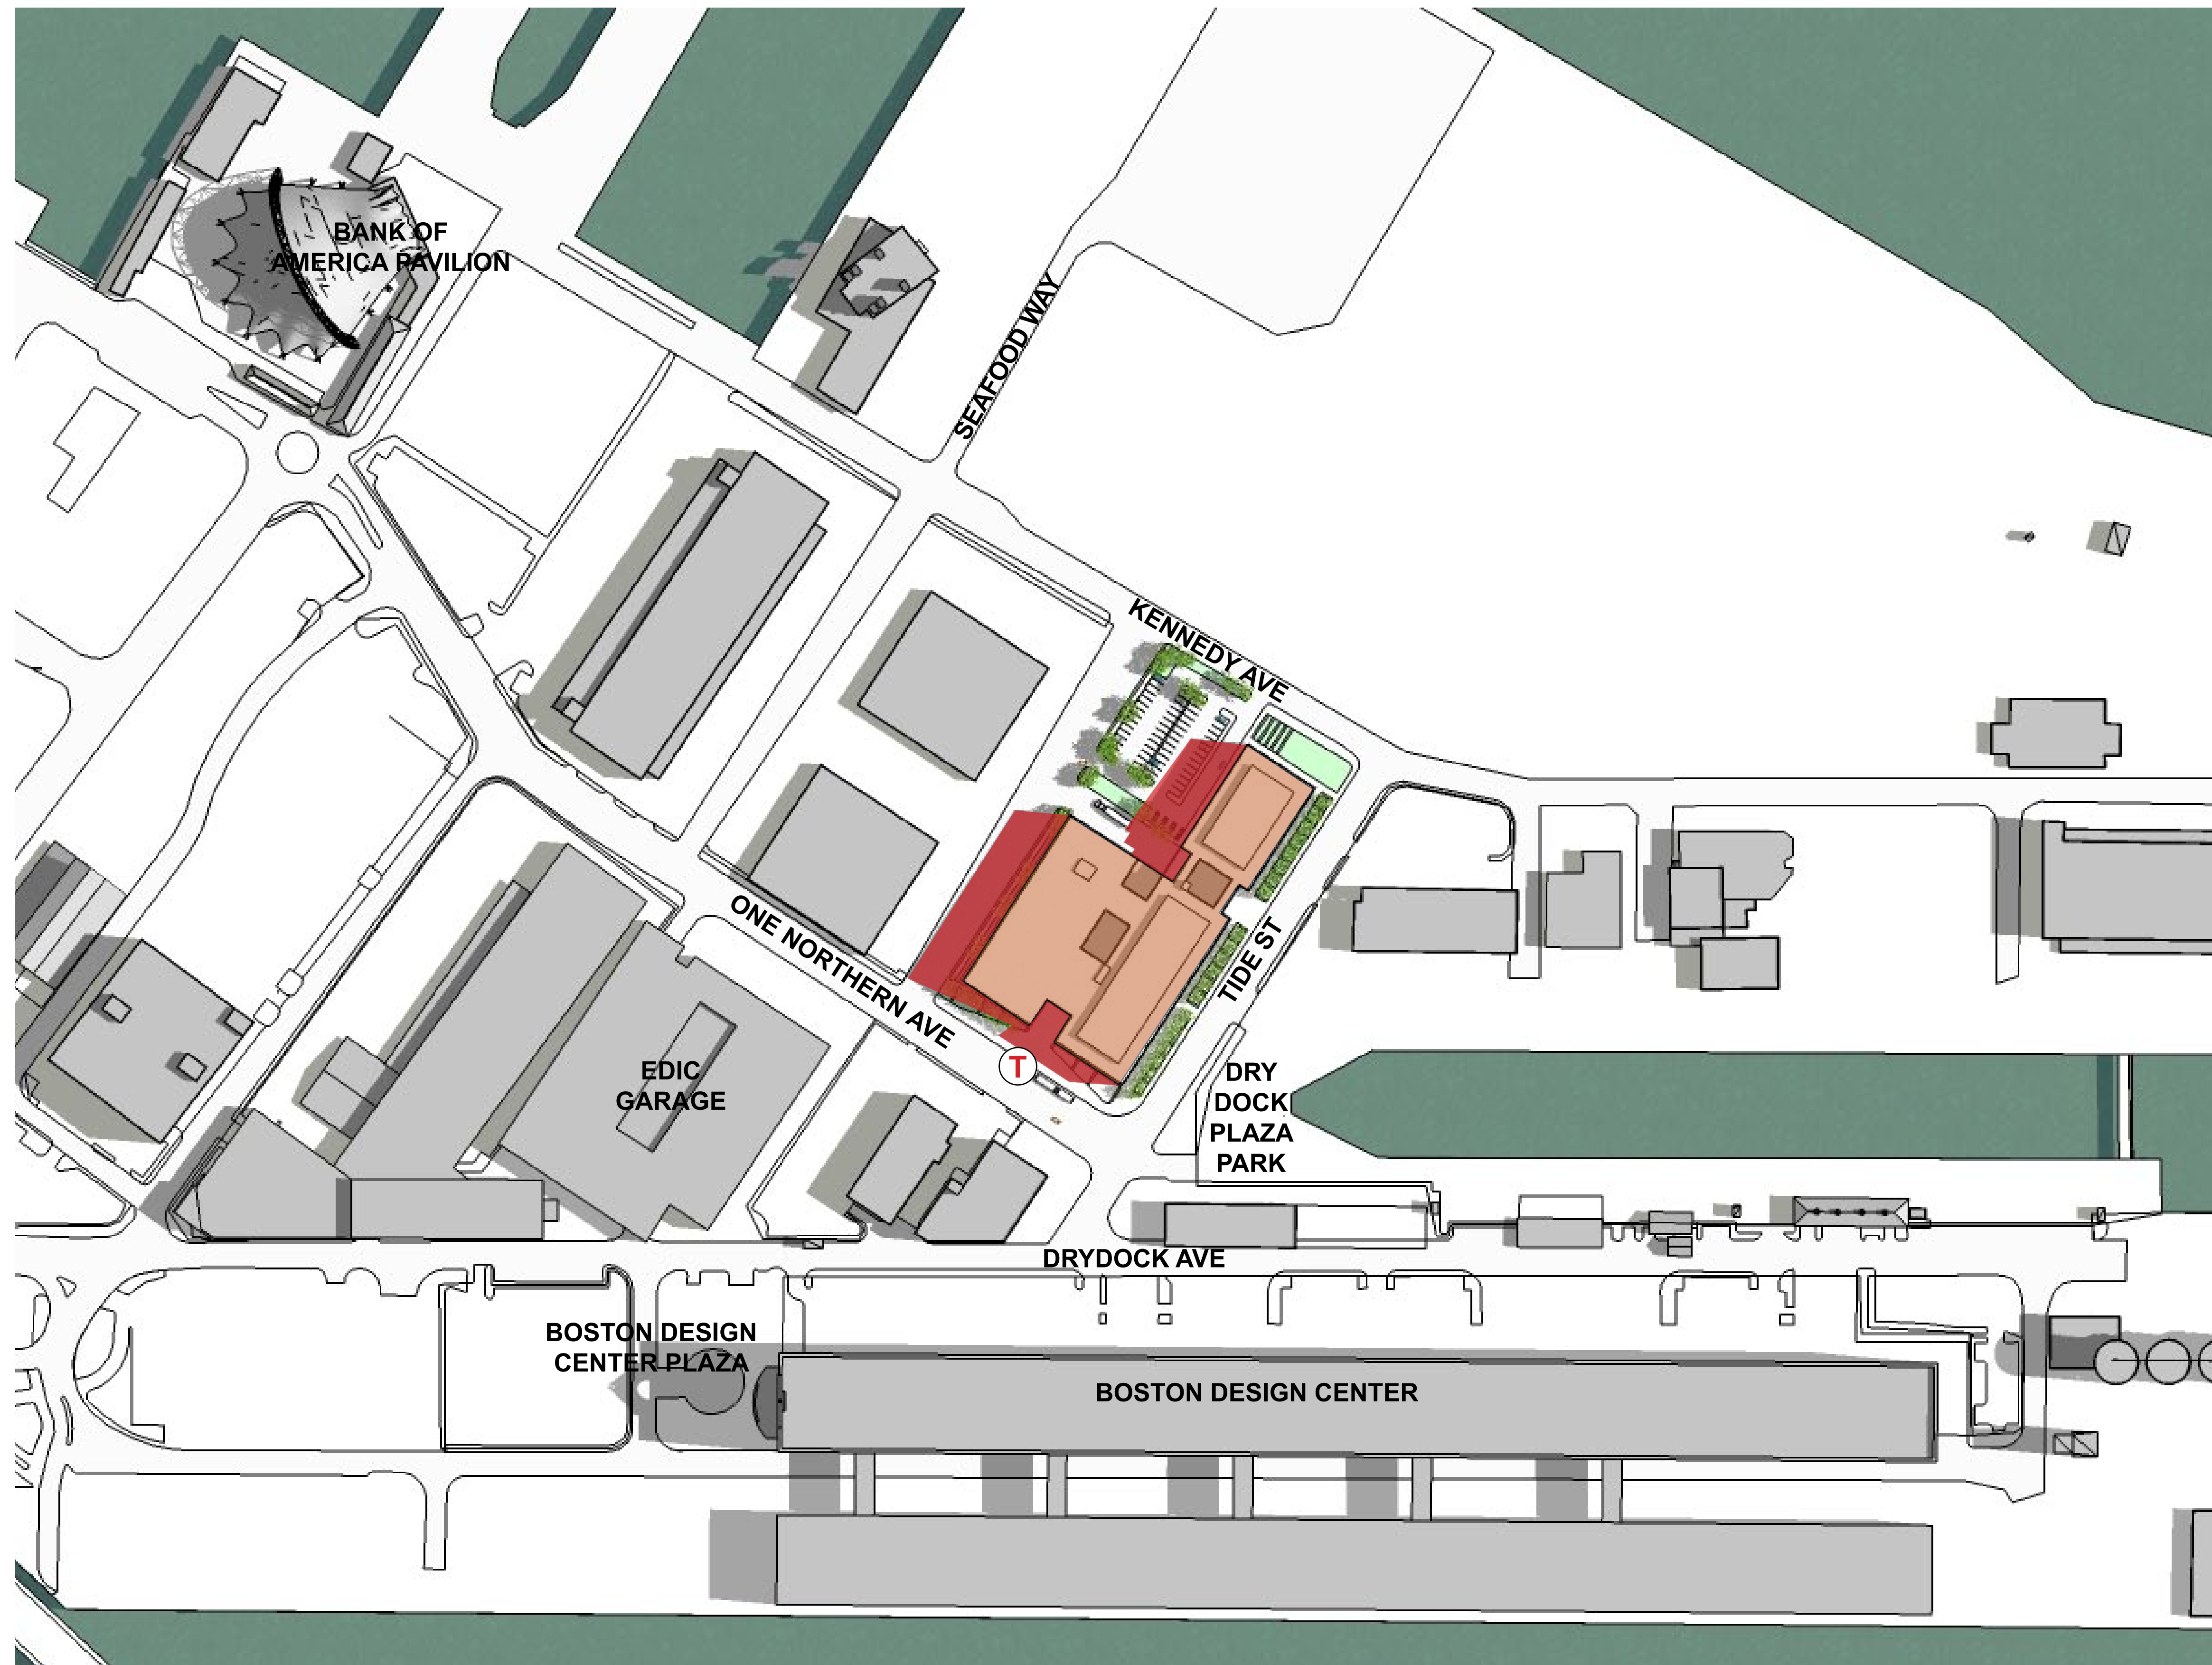 BANK OF
AMERICA PAVILION
SEAFOOD WAY
KENNEDY AVE
ONE NORTHERN AVE
TIDE ST
T
EDIC
GARAGE
DRY
DOCK
PLAZA
PARK
DRYDOCK AVE
BOSTON DESIGN
CENTER PLAZA
BOSTON DESIGN CENTER